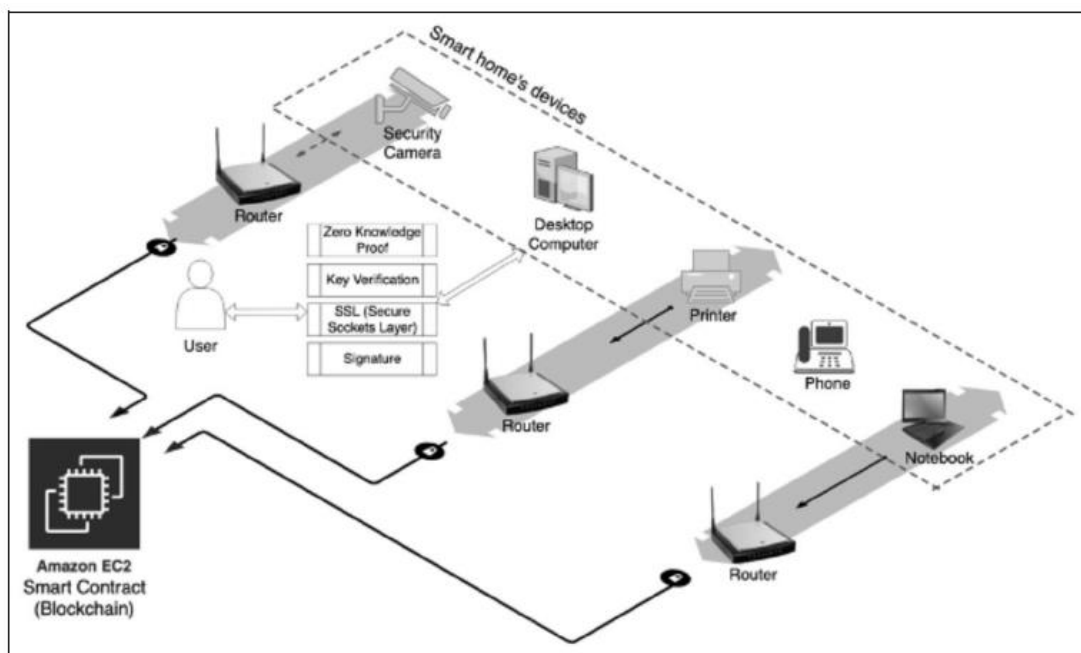 Smart home's devices
Security
Camera
Router
Desktop
Computer
Zero Knowledge
Proof
Key Verification
SSL (Secure
Sockets Layer)
Signature
User
Printer
Router
Phone
Notebook
Router
Amazon EC2
Smart Contract
(Blockchain)